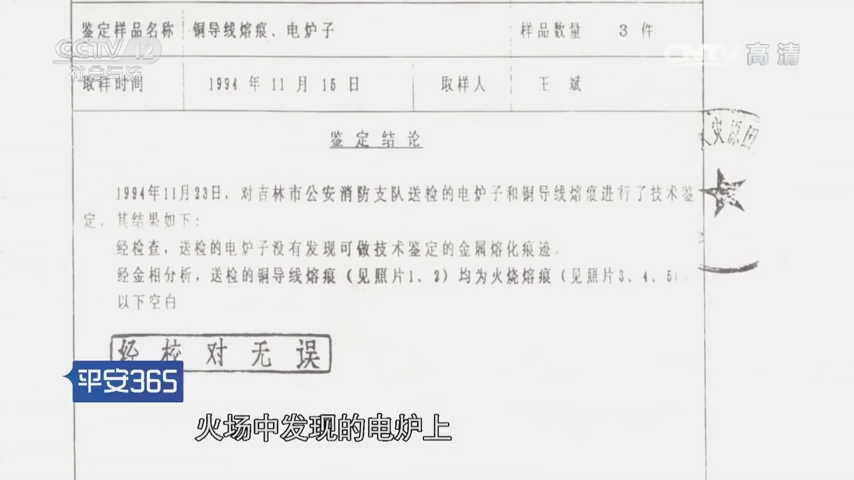 鉴定样品名称 铜导线熔痕、电炉子 样品数量 3 件
CCTV 12 社会与法
CNTV 高清
取样时间 1994 年 11 月 15 日 取样人 王 斌
鉴 定 结 论
火灾原因
1994年11月23日，对吉林市公安消防支队送检的电炉子和铜导线熔痕进行了技术鉴
定，其结果如下：
经检查，送检的电炉子没有发现可做技术鉴定的金属熔化痕迹。
经金相分析，送检的铜导线熔痕（见照片1、2）均为火烧熔痕（见照片3、4、5）。
以下空白
经校对无误
平安365
火场中发现的电炉上